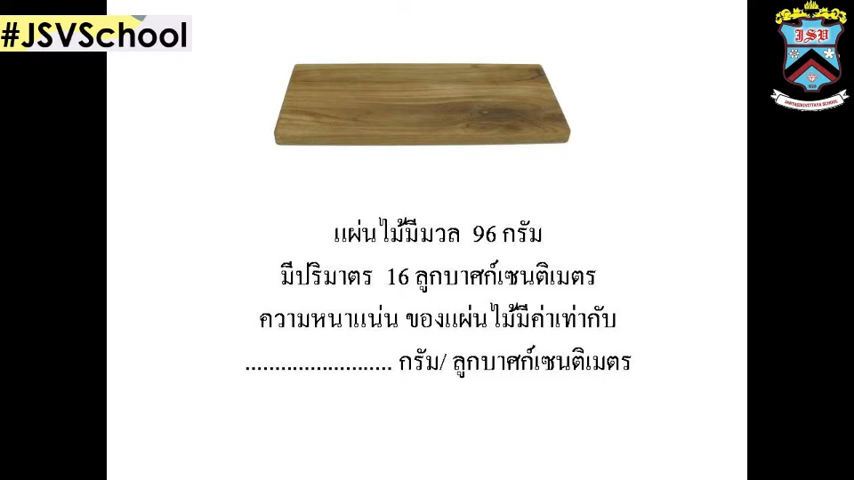 #JSVSchool
JSV
แผ่นไม้มีมวล 96 กรัม
มีปริมาตร 16 ลูกบาศก์เซนติเมตร
ความหนาแน่น ของแผ่นไม้มีค่าเท่ากับ
......................... กรัม/ ลูกบาศก์เซนติเมตร